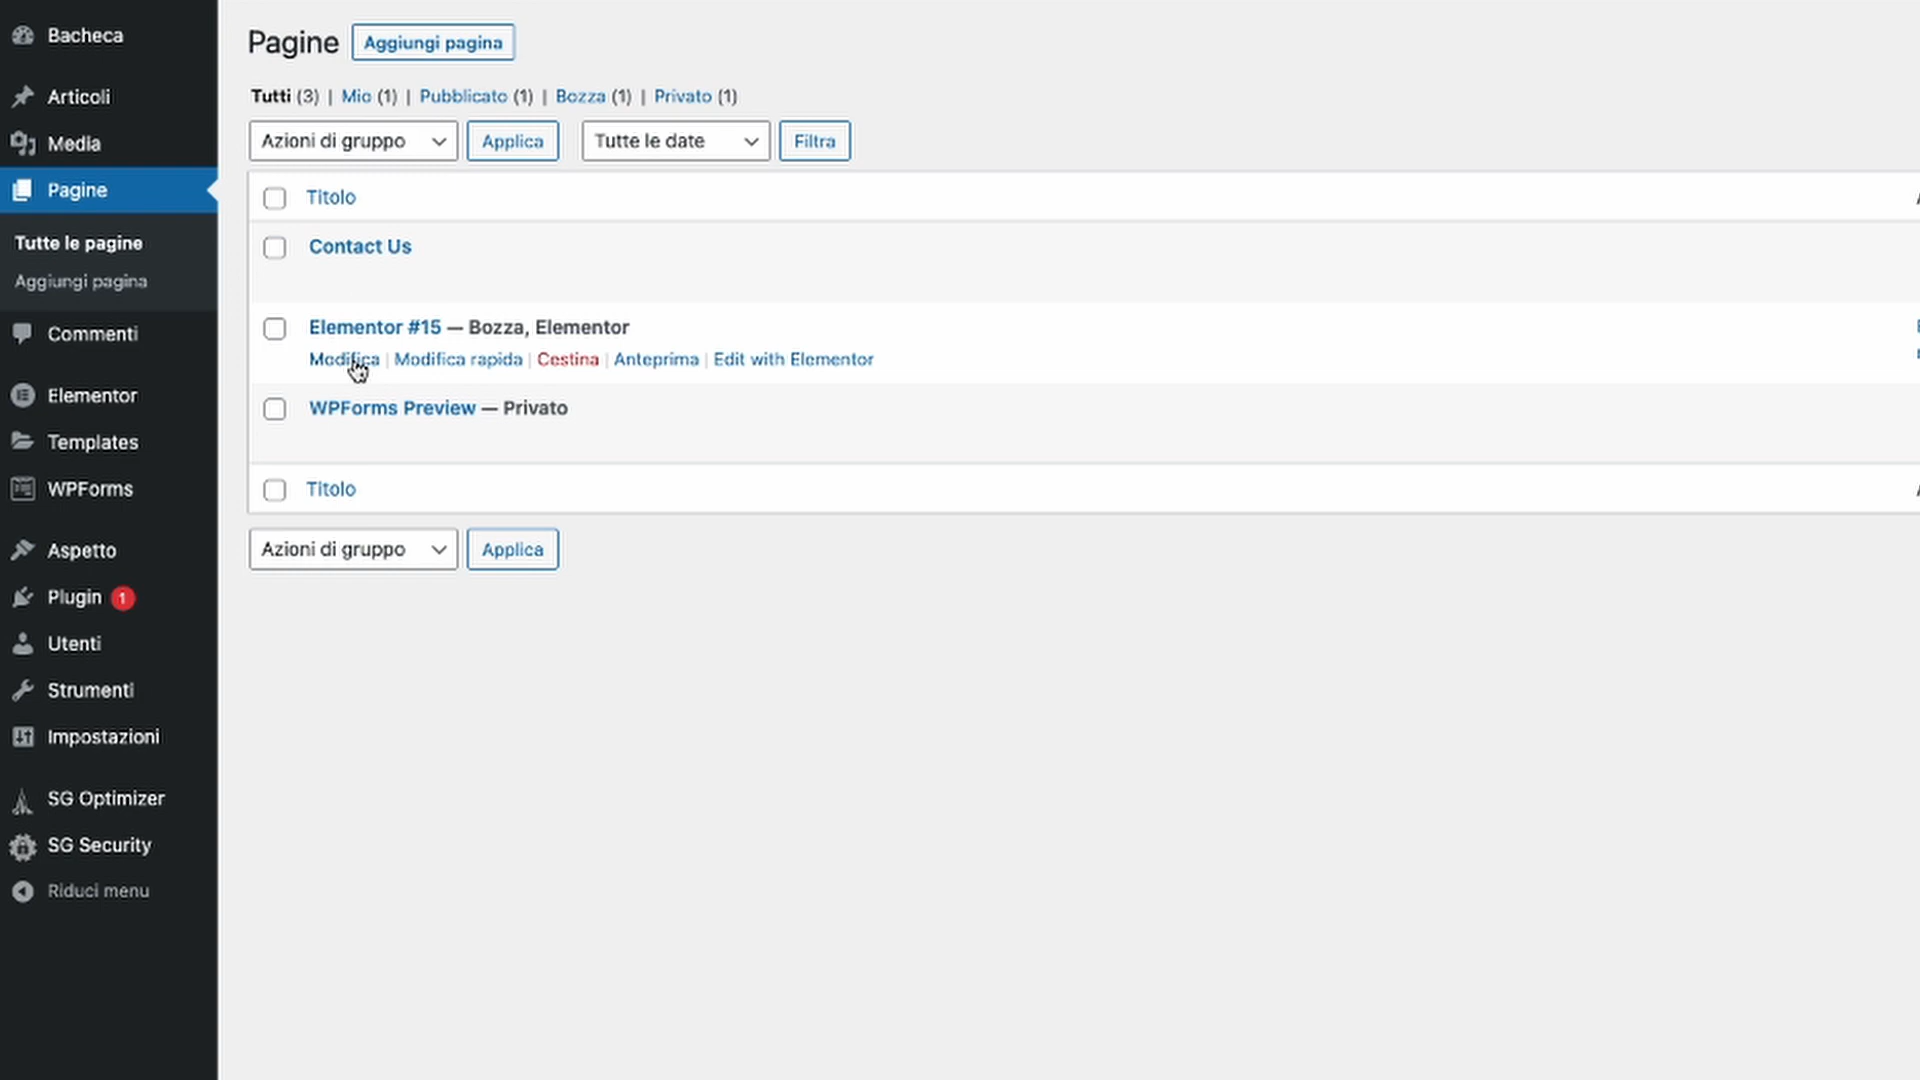 Bacheca
Articoli
Media
Pagine
Tutte le pagine
Aggiungi pagina
Commenti
Elementor
Templates
WPForms
Aspetto
Plugin 1
Utenti
Strumenti
Impostazioni
SG Optimizer
SG Security
Riduci menu
Pagine Aggiungi pagina
Tutti (3) | Mio (1) | Pubblicato (1) | Bozza (1) | Privato (1)
Azioni di gruppo Applica Tutte le date Filtra
Titolo
Contact Us
Elementor #15 — Bozza, Elementor
Modifica | Modifica rapida | Cestina | Anteprima | Edit with Elementor
WPForms Preview — Privato
Titolo
Azioni di gruppo Applica